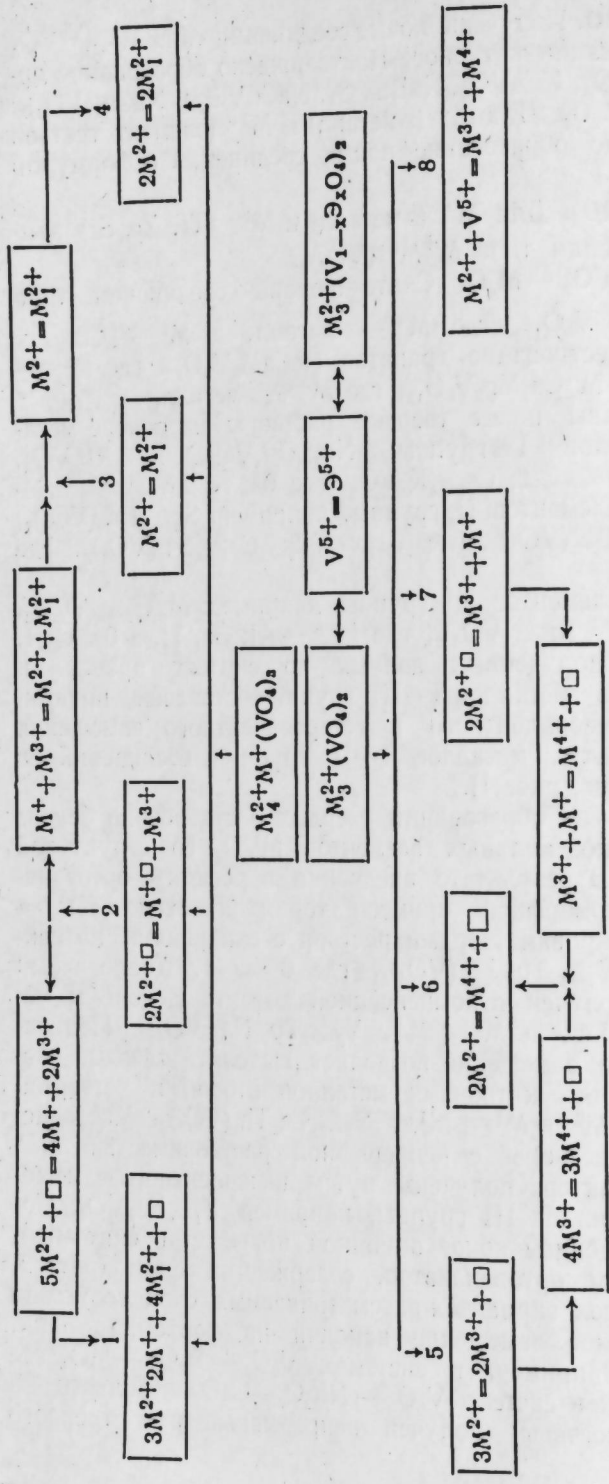 5M²⁺+□=4M⁺+2M³⁺
M⁺+M³⁺=M²⁺+M₁²⁺
M²⁺=M₁²⁺
1
2
3
4
3M²⁺2M⁺+4M₁²⁺+□
2M²⁺□=M⁺□+M³⁺
M²⁺=M₁²⁺
2M²⁺=2M₁²⁺
M₄²⁺M⁺(VO₄)₃
M₃²⁺(VO₄)₂
V⁵⁺—Э⁵⁺
M₃²⁺(V₁₋ₓЭₓO₄)₂
5
6
7
8
3M²⁺=2M³⁺+□
2M²⁺=M⁴⁺+□
2M²⁺□=M³⁺+M⁺
M²⁺+V⁵⁺=M³⁺+M⁴⁺
4M³⁺=3M⁴⁺+□
M³⁺+M⁺=M⁴⁺+□